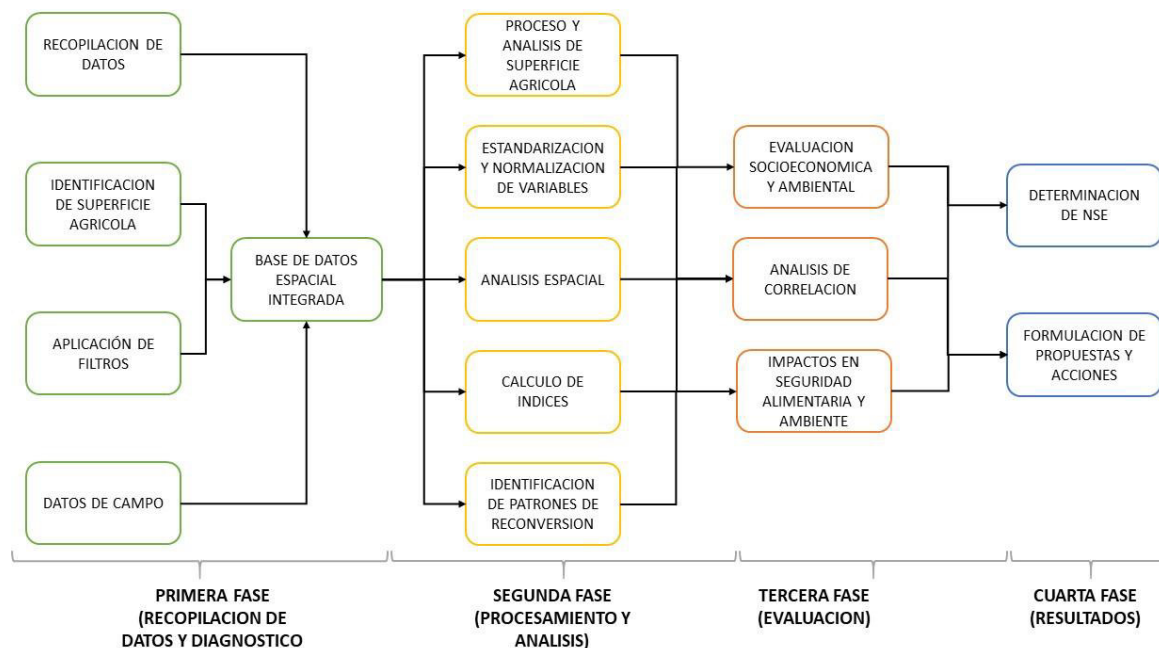 RECOPILACION DE
DATOS
IDENTIFICACION
DE SUPERFICIE
AGRICOLA
APLICACIÓN DE
FILTROS
DATOS DE CAMPO
BASE DE DATOS
ESPACIAL
INTEGRADA
PROCESO Y
ANALISIS DE
SUPERFICIE
AGRICOLA
ESTANDARIZACION
Y NORMALIZACION
DE VARIABLES
ANALISIS ESPACIAL
CALCULO DE
INDICES
IDENTIFICACION
DE PATRONES DE
RECONVERSION
EVALUACION
SOCIOECONOMICA
Y AMBIENTAL
ANALISIS DE
CORRELACION
IMPACTOS EN
SEGURIDAD
ALIMENTARIA Y
AMBIENTE
DETERMINACION
DE NSE
FORMULACION DE
PROPUESTAS Y
ACCIONES
PRIMERA FASE
(RECOPILACION DE
DATOS Y DIAGNOSTICO
SEGUNDA FASE
(PROCESAMIENTO Y
ANALISIS)
TERCERA FASE
(EVALUACION)
CUARTA FASE
(RESULTADOS)